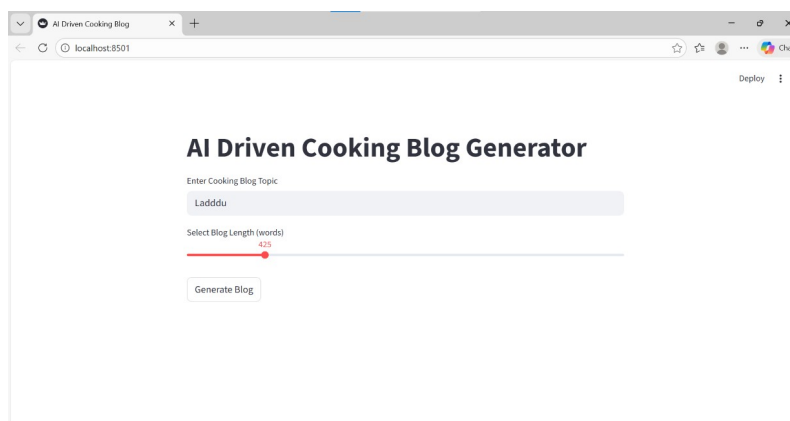 AI Driven Cooking Blog
localhost:8501
Deploy
AI Driven Cooking Blog Generator
Enter Cooking Blog Topic
Ladddu
Select Blog Length (words)
425
Generate Blog